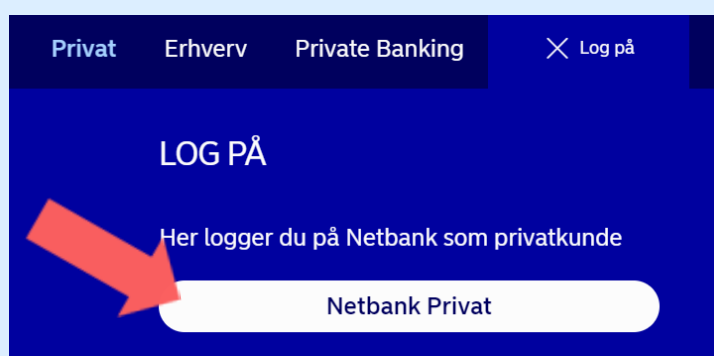 Privat Erhverv Private Banking Log på
LOG PÅ
Her logger du på Netbank som privatkunde
Netbank Privat